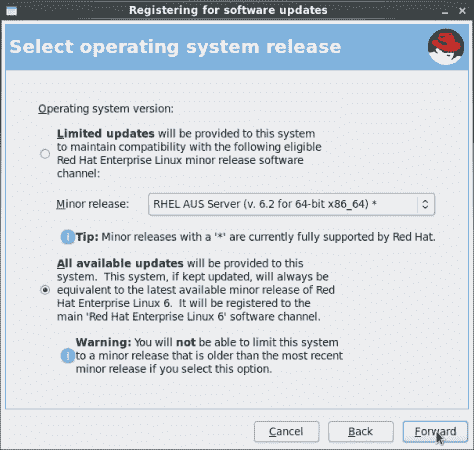 Registering for software updates
Select operating system release
Operating system version:
Limited updates will be provided to this system
to maintain compatibility with the following eligible
Red Hat Enterprise Linux minor release software
channel:
Minor release: RHEL AUS Server (v. 6.2 for 64-bit x86_64) *
Tip: Minor releases with a '*' are currently fully supported by Red Hat.
All available updates will be provided to this
system. This system, if kept updated, will always be
equivalent to the latest available minor release of Red
Hat Enterprise Linux 6. It will be registered to the
main 'Red Hat Enterprise Linux 6' software channel.
Warning: You will not be able to limit this system
to a minor release that is older than the most recent
minor release if you select this option.
Cancel Back Forward